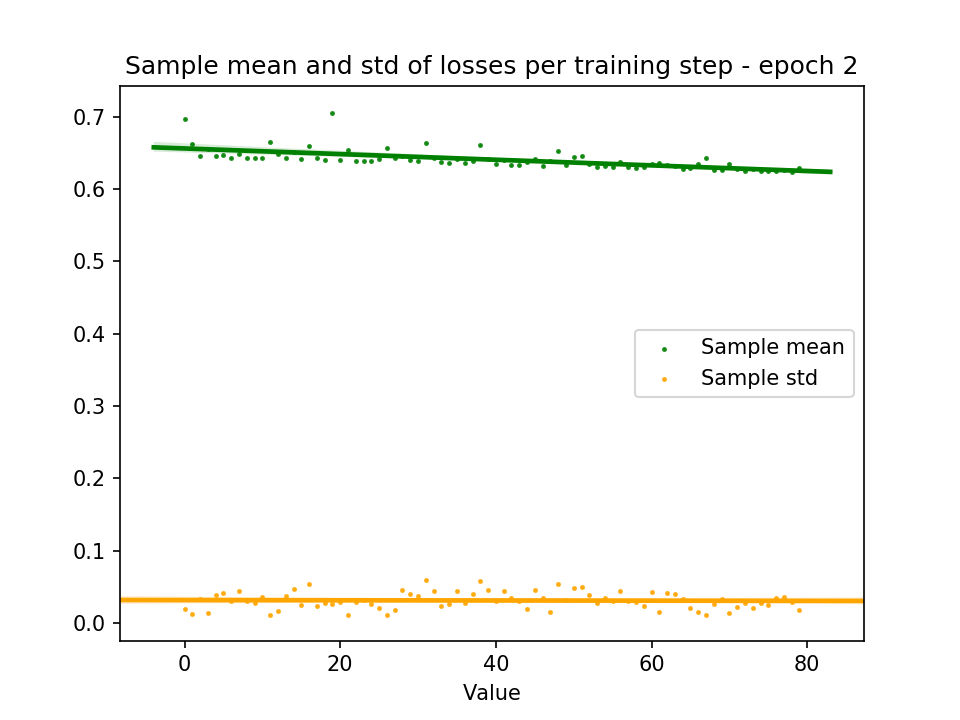 Sample mean and std of losses per training step - epoch 2
0.7
0.6
0.5
0.4
0.3
0.2
0.1
0.0
Sample mean
Sample std
0 20 40 60 80
Value